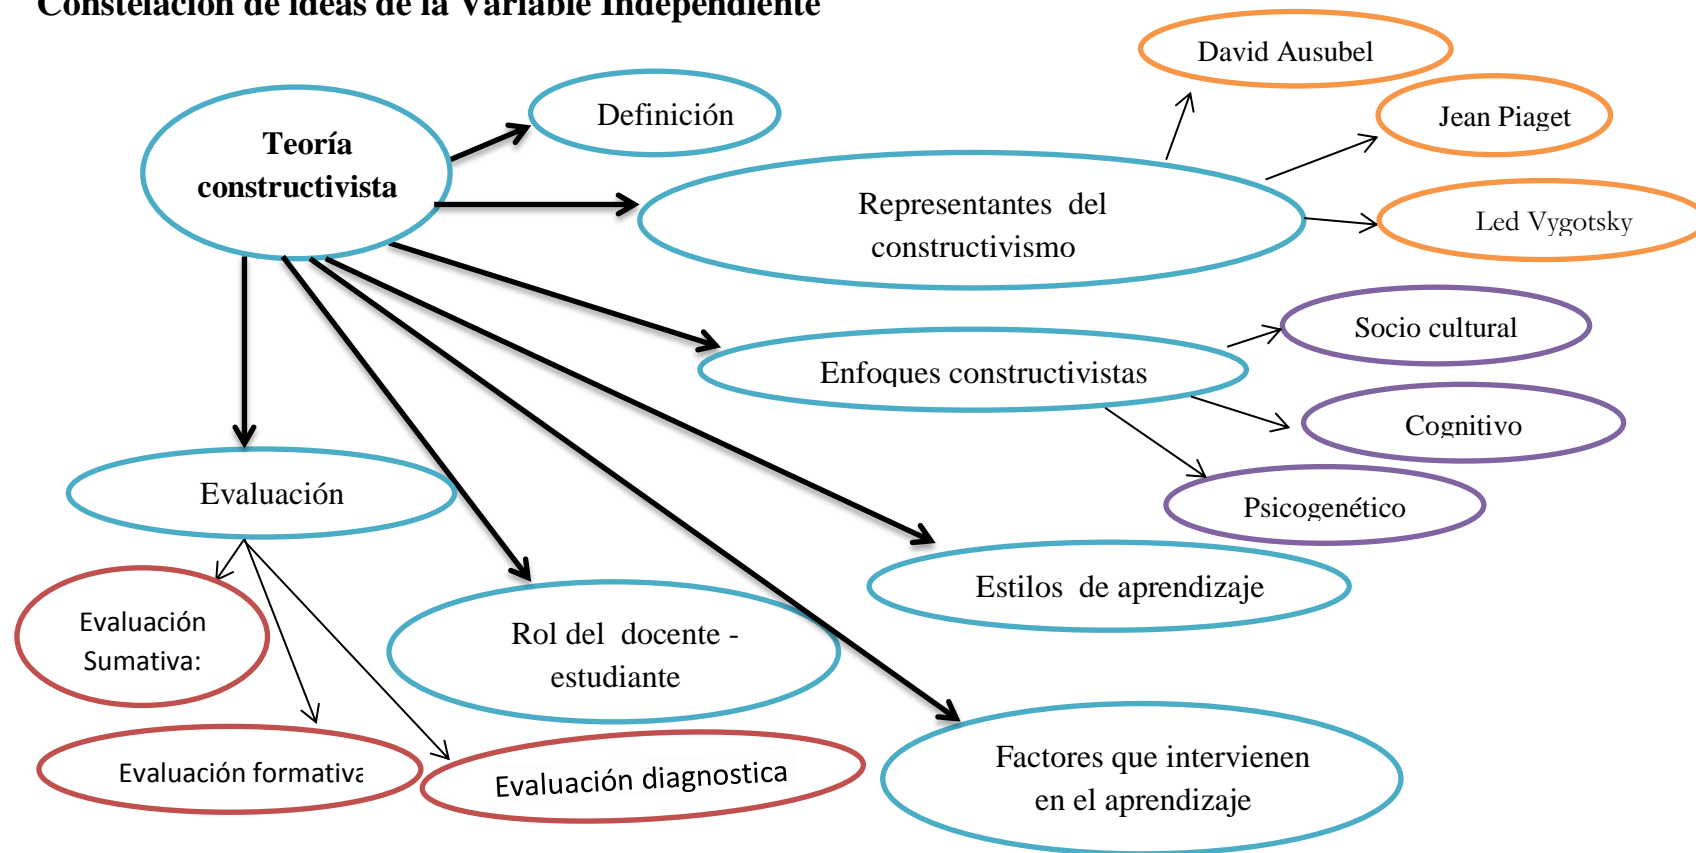 Constelación de ideas de la Variable Independiente
David Ausubel
Definición
Jean Piaget
Teoría
constructivista
Representantes del
constructivismo
Led Vygotsky
Socio cultural
Enfoques constructivistas
Cognitivo
Evaluación
Psicogenético
Estilos de aprendizaje
Evaluación
Sumativa:
Rol del docente -
estudiante
Evaluación formativa
Evaluación diagnostica
Factores que intervienen
en el aprendizaje